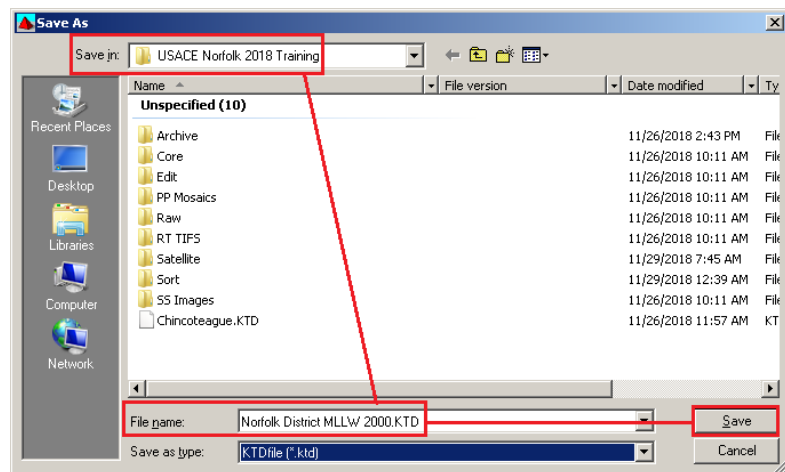 Save As
Save in: USACE Norfolk 2018 Training
Name File version Date modified Ty
Unspecified (10)
Archive 11/26/2018 2:43 PM File
Core 11/26/2018 10:11 AM File
Edit 11/26/2018 10:11 AM File
PP Mosaics 11/26/2018 10:11 AM File
Raw 11/26/2018 10:11 AM File
RT TIFS 11/26/2018 10:11 AM File
Satellite 11/29/2018 7:45 AM File
Sort 11/29/2018 12:39 AM File
SS Images 11/26/2018 10:11 AM File
Chincoteague.KTD 11/26/2018 11:57 AM KT
Recent Places
Desktop
Libraries
Computer
Network
File name: Norfolk District MLLW 2000.KTD Save
Save as type: KTDfile (*.ktd) Cancel